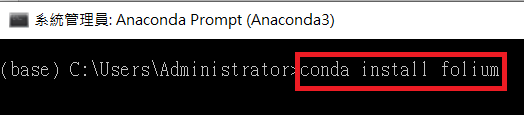 系統管理員: Anaconda Prompt (Anaconda3)
(base) C:\Users\Administrator>conda install folium